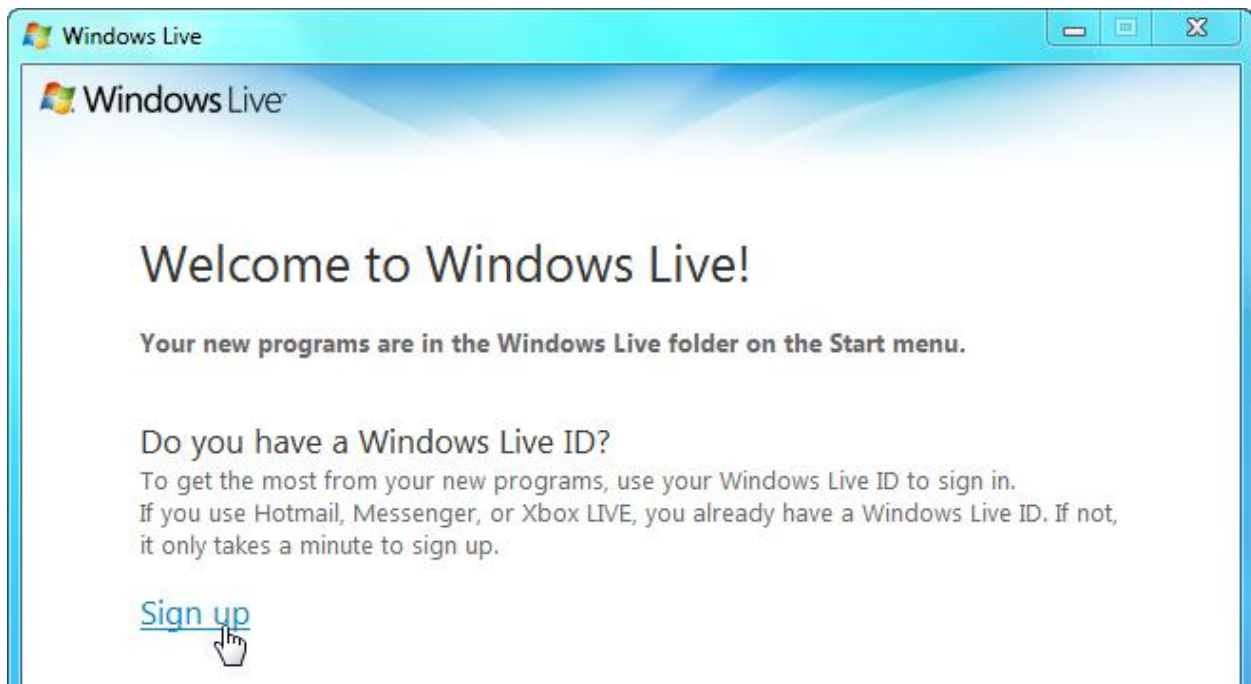 Windows Live
Windows Live
Welcome to Windows Live!
Your new programs are in the Windows Live folder on the Start menu.
Do you have a Windows Live ID?
To get the most from your new programs, use your Windows Live ID to sign in.
If you use Hotmail, Messenger, or Xbox LIVE, you already have a Windows Live ID. If not,
it only takes a minute to sign up.
Sign up